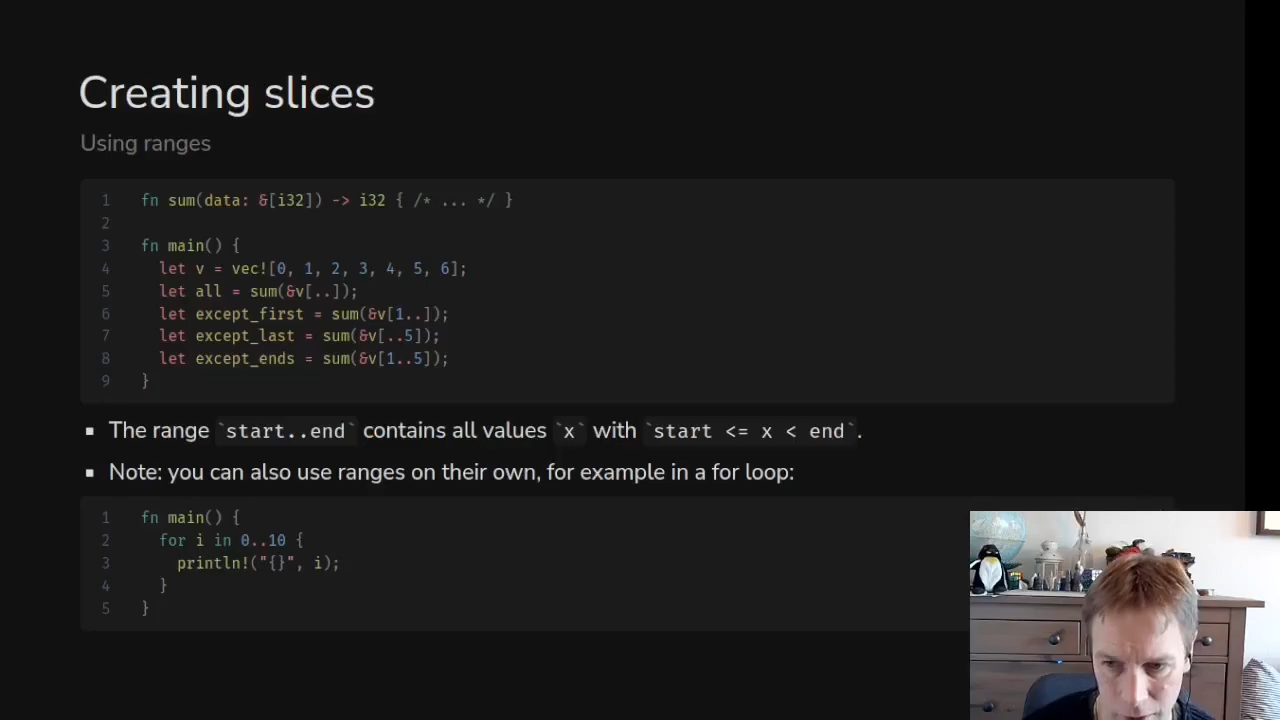 Creating slices
Using ranges
1 fn sum(data: &[i32]) -> i32 { /* ... */ }
2
3 fn main() {
4 let v = vec![0, 1, 2, 3, 4, 5, 6];
5 let all = sum(&v[..]);
6 let except_first = sum(&v[1..]);
7 let except_last = sum(&v[..5]);
8 let except_ends = sum(&v[1..5]);
9 }
▪ The range `start..end` contains all values `x` with `start <= x < end`.
▪ Note: you can also use ranges on their own, for example in a for loop:
1 fn main() {
2 for i in 0..10 {
3 println!("{}", i);
4 }
5 }